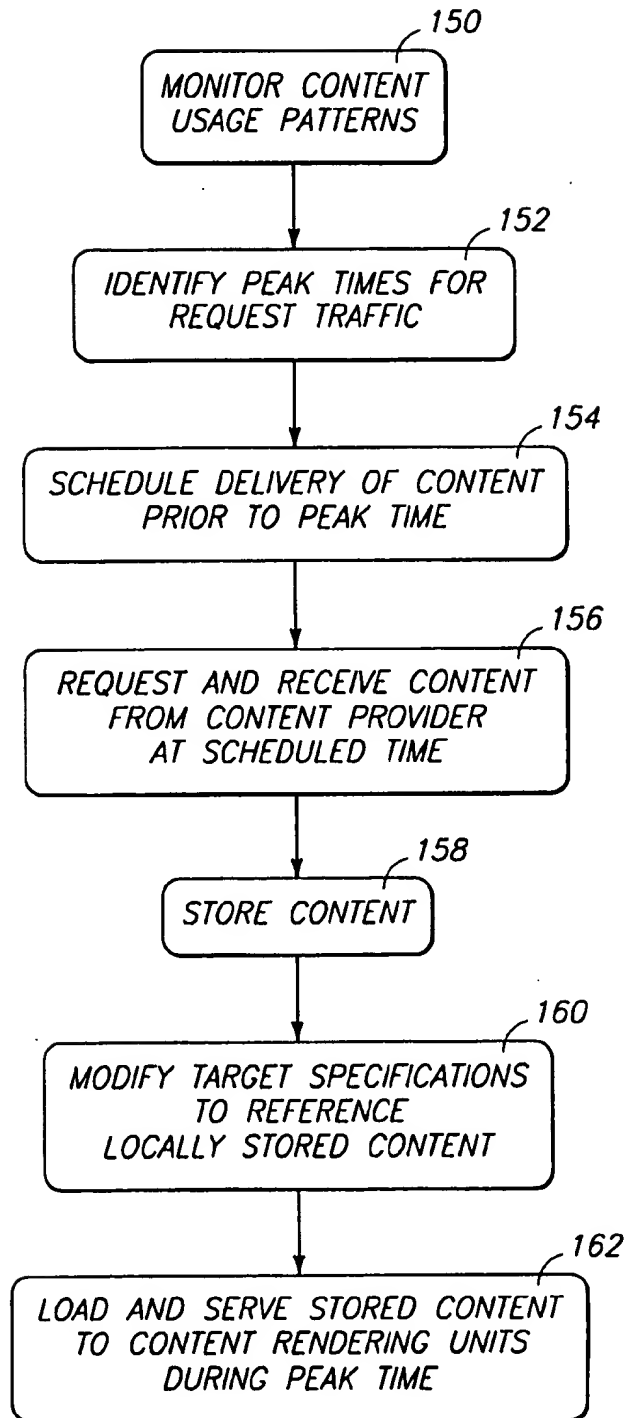 150
MONITOR CONTENT
USAGE PATTERNS
152
IDENTIFY PEAK TIMES FOR
REQUEST TRAFFIC
154
SCHEDULE DELIVERY OF CONTENT
PRIOR TO PEAK TIME
156
REQUEST AND RECEIVE CONTENT
FROM CONTENT PROVIDER
AT SCHEDULED TIME
158
STORE CONTENT
160
MODIFY TARGET SPECIFICATIONS
TO REFERENCE
LOCALLY STORED CONTENT
162
LOAD AND SERVE STORED CONTENT
TO CONTENT RENDERING UNITS
DURING PEAK TIME